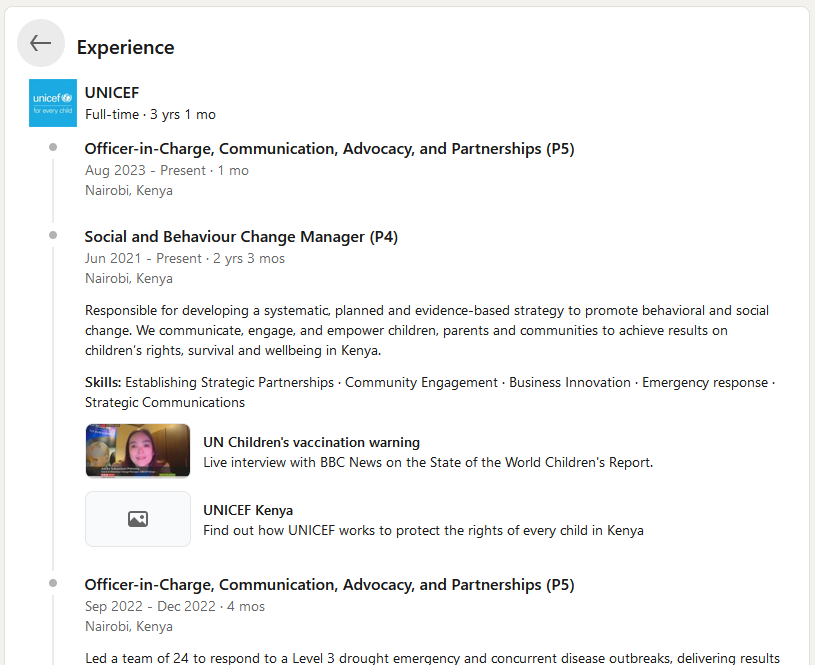 Experience
unicef
for every child
UNICEF
Full-time · 3 yrs 1 mo
Officer-in-Charge, Communication, Advocacy, and Partnerships (P5)
Aug 2023 - Present · 1 mo
Nairobi, Kenya
Social and Behaviour Change Manager (P4)
Jun 2021 - Present · 2 yrs 3 mos
Nairobi, Kenya
Responsible for developing a systematic, planned and evidence-based strategy to promote behavioral and social
change. We communicate, engage, and empower children, parents and communities to achieve results on
children's rights, survival and wellbeing in Kenya.
Skills: Establishing Strategic Partnerships · Community Engagement · Business Innovation · Emergency response ·
Strategic Communications
UN Children's vaccination warning
Live interview with BBC News on the State of the World Children's Report.
UNICEF Kenya
Find out how UNICEF works to protect the rights of every child in Kenya
Officer-in-Charge, Communication, Advocacy, and Partnerships (P5)
Sep 2022 - Dec 2022 · 4 mos
Nairobi, Kenya
Led a team of 24 to respond to a Level 3 drought emergency and concurrent disease outbreaks, delivering results